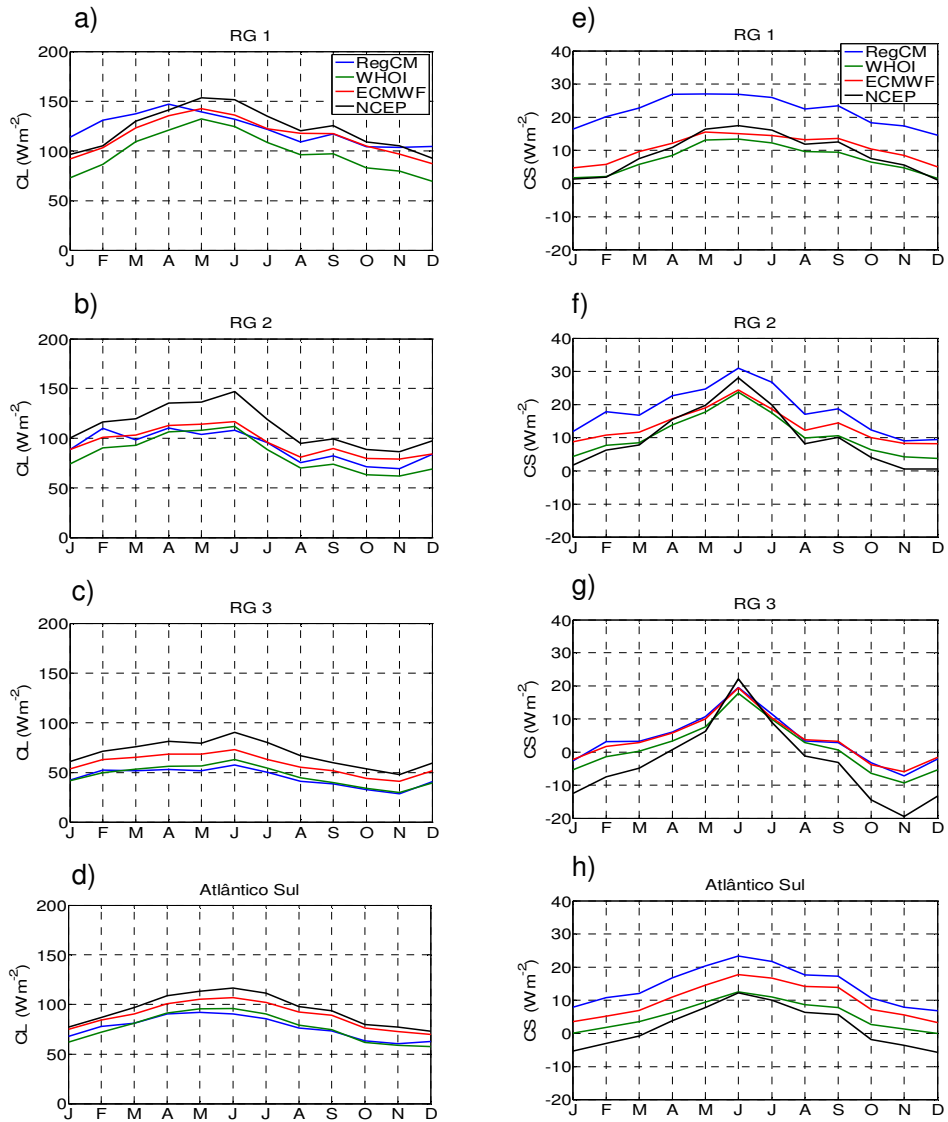 a)
RG 1
200
150
100
50
0
CL (Wm-2)
J F M A M J J A S O N D
RegCM
WHOI
ECMWF
NCEP
e)
RG 1
40
30
20
10
0
-10
-20
CS (Wm-2)
J F M A M J J A S O N D
RegCM
WHOI
ECMWF
NCEP
b)
RG 2
200
150
100
50
0
CL (Wm-2)
J F M A M J J A S O N D
f)
RG 2
40
30
20
10
0
-10
-20
CS (Wm-2)
J F M A M J J A S O N D
c)
RG 3
200
150
100
50
0
CL (Wm-2)
J F M A M J J A S O N D
g)
RG 3
40
30
20
10
0
-10
-20
CS (Wm-2)
J F M A M J J A S O N D
d)
Atlântico Sul
200
150
100
50
0
CL (Wm-2)
J F M A M J J A S O N D
h)
Atlântico Sul
40
30
20
10
0
-10
-20
CS (Wm-2)
J F M A M J J A S O N D